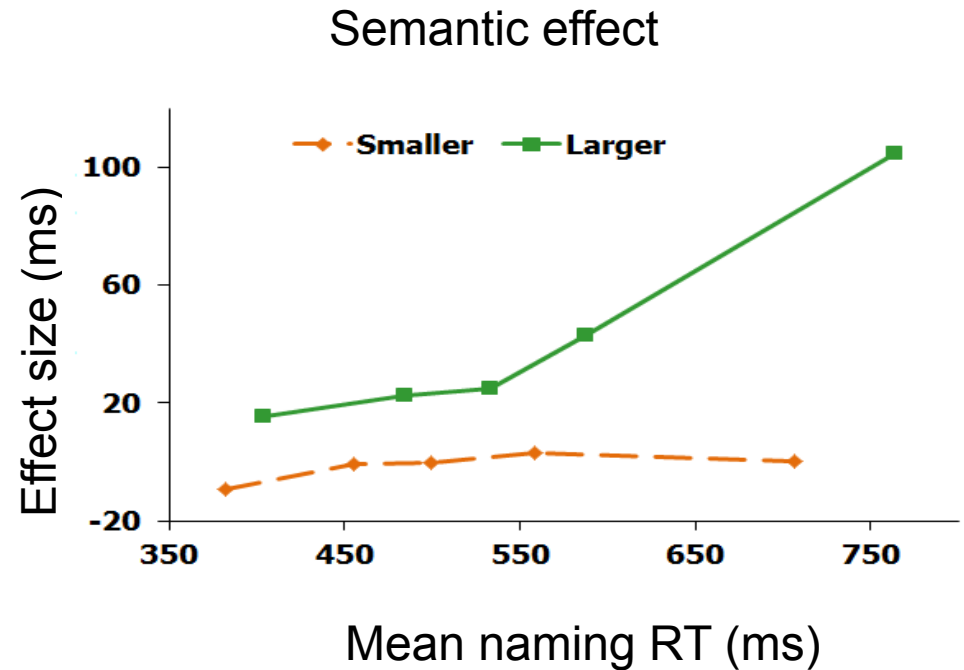 Semantic effect
Smaller Larger
100
60
20
-20
350 450 550 650 750
Effect size (ms)
Mean naming RT (ms)